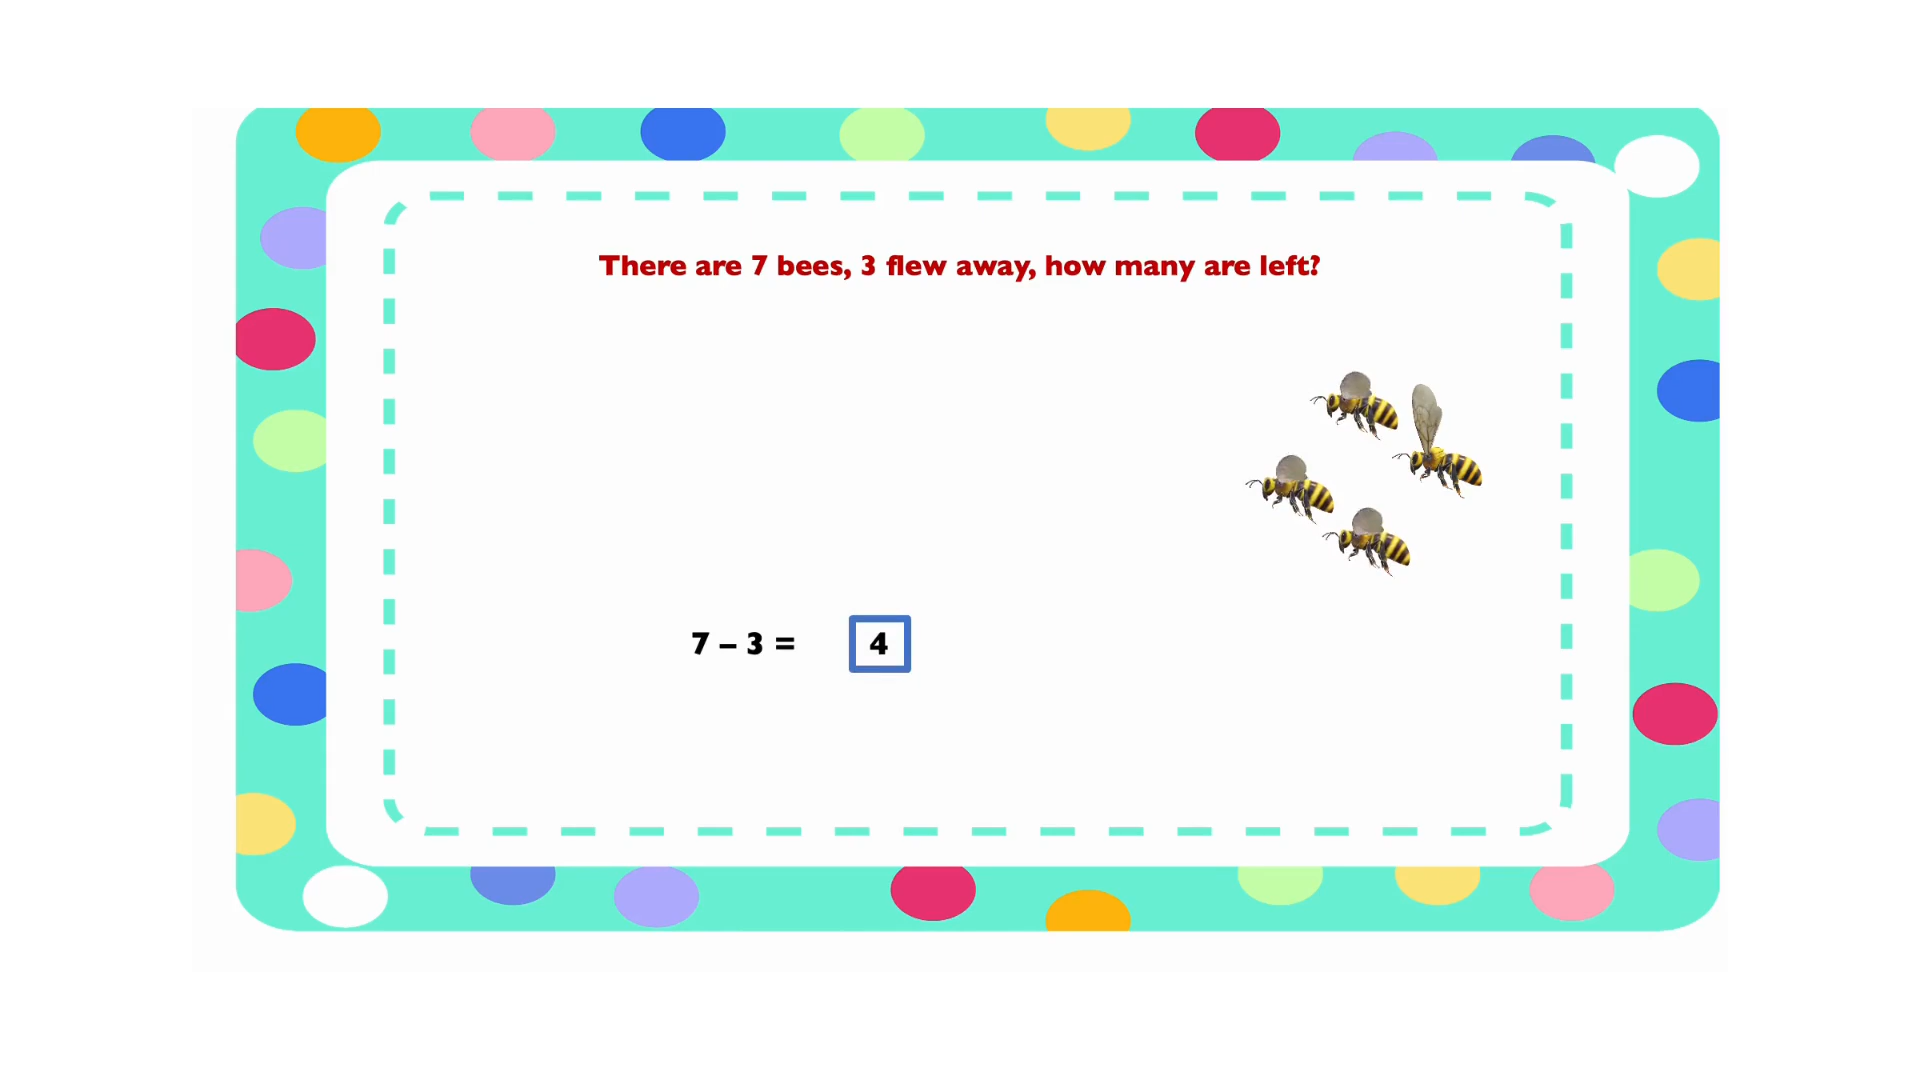 There are 7 bees, 3 flew away, how many are left?
7 – 3 = 4